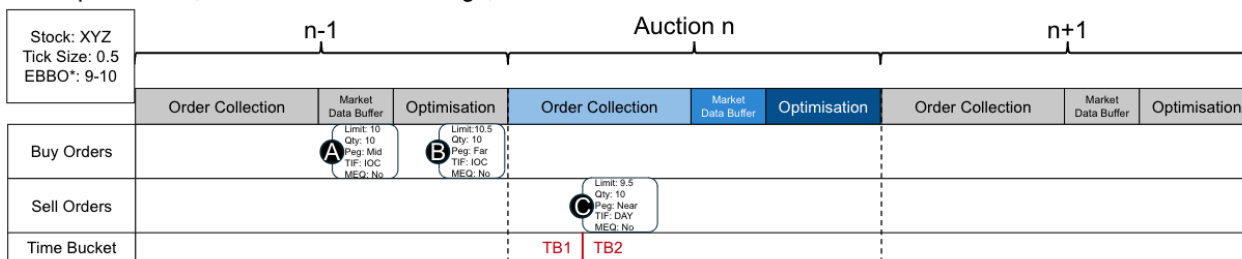 Stock: XYZ
Tick Size: 0.5
EBBO*: 9-10
n-1
Auction n
n+1
Order Collection
Market
Data Buffer
Optimisation
Order Collection
Market
Data Buffer
Optimisation
Order Collection
Market
Data Buffer
Optimisation
Buy Orders
A
Limit: 10
Qty: 10
Peg: Mid
TIF: IOC
MEQ: No
B
Limit:10.5
Qty: 10
Peg: Far
TIF: IOC
MEQ: No
Sell Orders
C
Limit: 9.5
Qty: 10
Peg: Near
TIF: DAY
MEQ: No
Time Bucket
TB1
TB2